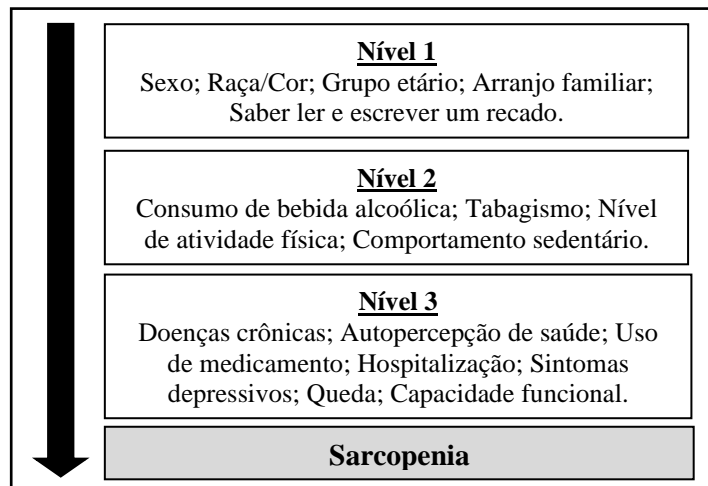 Nível 1
Sexo; Raça/Cor; Grupo etário; Arranjo familiar;
Saber ler e escrever um recado.
Nível 2
Consumo de bebida alcoólica; Tabagismo; Nível
de atividade física; Comportamento sedentário.
Nível 3
Doenças crônicas; Autopercepção de saúde; Uso
de medicamento; Hospitalização; Sintomas
depressivos; Queda; Capacidade funcional.
Sarcopenia